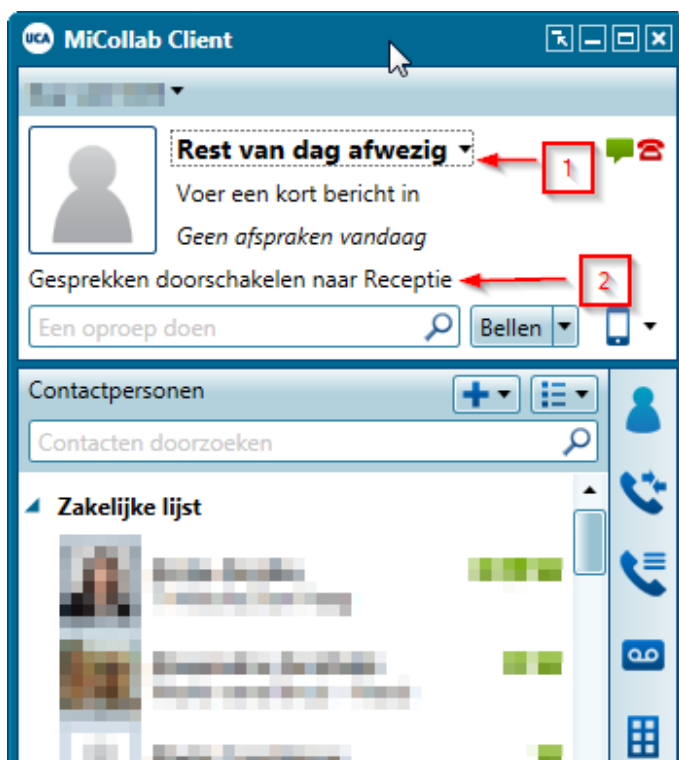 UCA MiCollab Client
Rest van dag afwezig
1
Voer een kort bericht in
Geen afspraken vandaag
Gesprekken doorschakelen naar Receptie
2
Een oproep doen
Bellen
Contactpersonen
Contacten doorzoeken
Zakelijke lijst